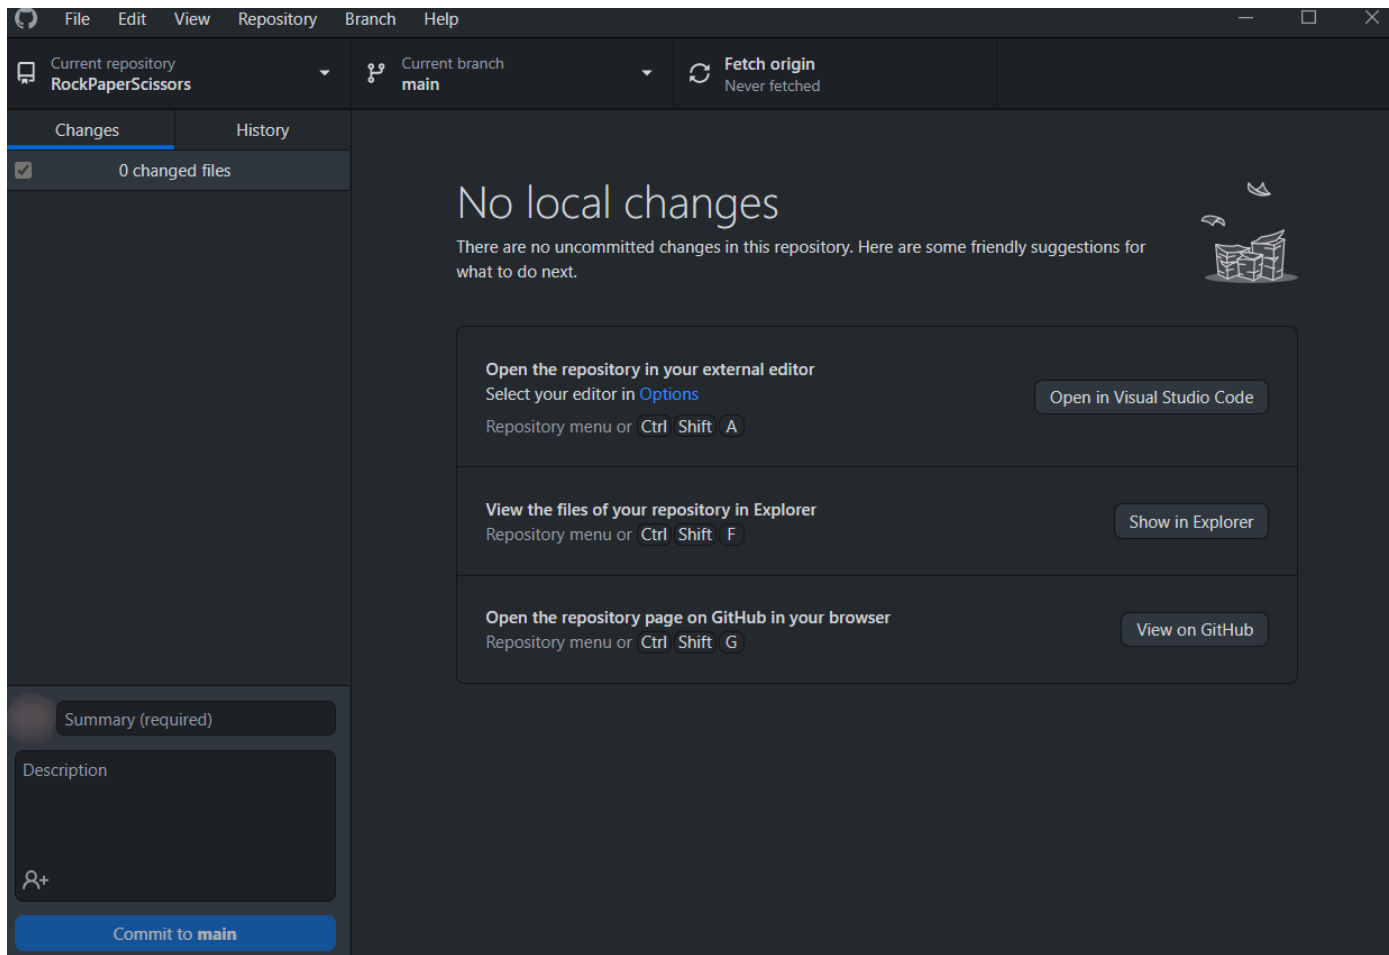 File Edit View Repository Branch Help
Current repository
RockPaperScissors
Current branch
main
Fetch origin
Never fetched
Changes History
0 changed files
No local changes
There are no uncommitted changes in this repository. Here are some friendly suggestions for
what to do next.
Open the repository in your external editor
Select your editor in Options
Repository menu or Ctrl Shift A
Open in Visual Studio Code
View the files of your repository in Explorer
Repository menu or Ctrl Shift F
Show in Explorer
Open the repository page on GitHub in your browser
Repository menu or Ctrl Shift G
View on GitHub
Summary (required)
Description
Commit to main